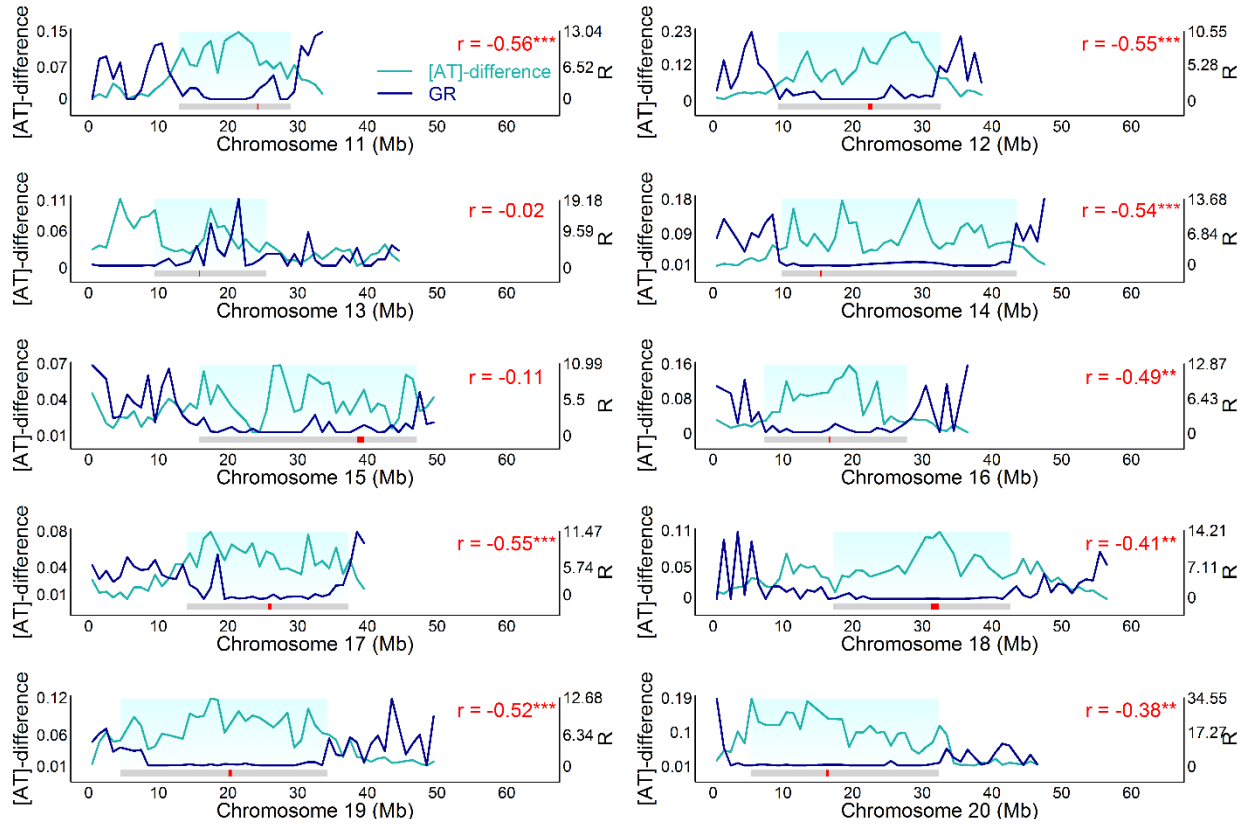 [AT]-difference
0.15
0.07
0
13.04
6.52
0
R
r = -0.56***
[AT]-difference
GR
0 10 20 30 40 50 60
Chromosome 11 (Mb)
[AT]-difference
0.23
0.12
0
10.55
5.28
0
R
r = -0.55***
0 10 20 30 40 50 60
Chromosome 12 (Mb)
[AT]-difference
0.11
0.06
0
19.18
9.59
0
R
r = -0.02
0 10 20 30 40 50 60
Chromosome 13 (Mb)
[AT]-difference
0.18
0.09
0.01
13.68
6.84
0
R
r = -0.54***
0 10 20 30 40 50 60
Chromosome 14 (Mb)
[AT]-difference
0.07
0.04
0.01
10.99
5.5
0
R
r = -0.11
0 10 20 30 40 50 60
Chromosome 15 (Mb)
[AT]-difference
0.16
0.08
0
12.87
6.43
0
R
r = -0.49**
0 10 20 30 40 50 60
Chromosome 16 (Mb)
[AT]-difference
0.08
0.04
0.01
11.47
5.74
0
R
r = -0.55***
0 10 20 30 40 50 60
Chromosome 17 (Mb)
[AT]-difference
0.11
0.05
0
14.21
7.11
0
R
r = -0.41**
0 10 20 30 40 50 60
Chromosome 18 (Mb)
[AT]-difference
0.12
0.06
0.01
12.68
6.34
0
R
r = -0.52***
0 10 20 30 40 50 60
Chromosome 19 (Mb)
[AT]-difference
0.19
0.1
0.01
34.55
17.27
0
R
r = -0.38**
0 10 20 30 40 50 60
Chromosome 20 (Mb)